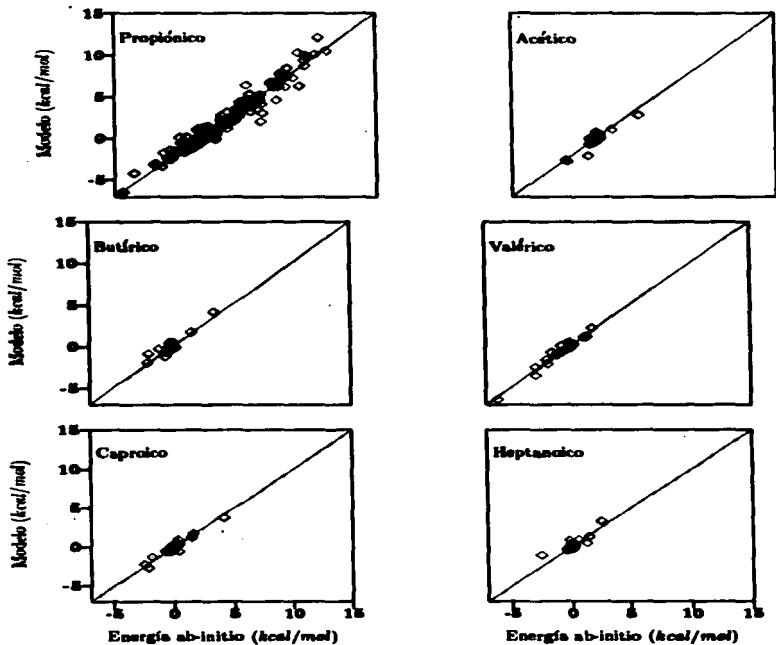 15
10
5
0
-5
Modelo (kcal/mol)
Propiónico
Acético
15
10
5
0
-5
Modelo (kcal/mol)
Butírico
Valérico
15
10
5
0
-5
Modelo (kcal/mol)
Caproico
Heptanoico
-5 0 5 10 15
-5 0 5 10 15
Energía ab-initio (kcal/mol)
Energía ab-initio (kcal/mol)